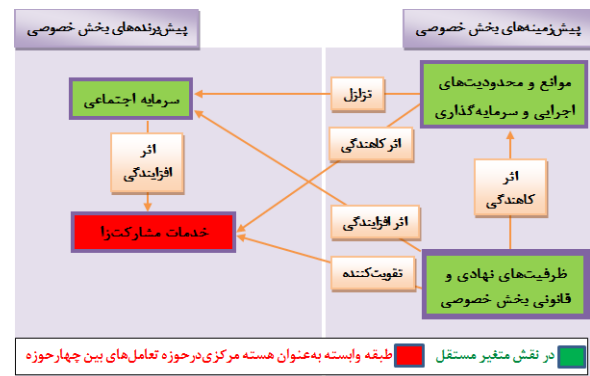 پیش‌زمینه‌های بخش خصوصی
پیش‌برنده‌های بخش خصوصی
موانع و محدودیت‌های
اجرایی و سرمایه‌گذاری
تزلزل
سرمایه اجتماعی
اثر کاهندگی
اثر
افزایندگی
اثر
کاهندگی
اثر افزایندگی
خدمات مشارکت‌زا
تقویت‌کننده
ظرفیت‌های نهادی و
قانونی بخش خصوصی
در نقش متغیر مستقل
طبقه وابسته به‌عنوان هسته مرکزی درحوزه تعامل‌های بین چهارحوزه